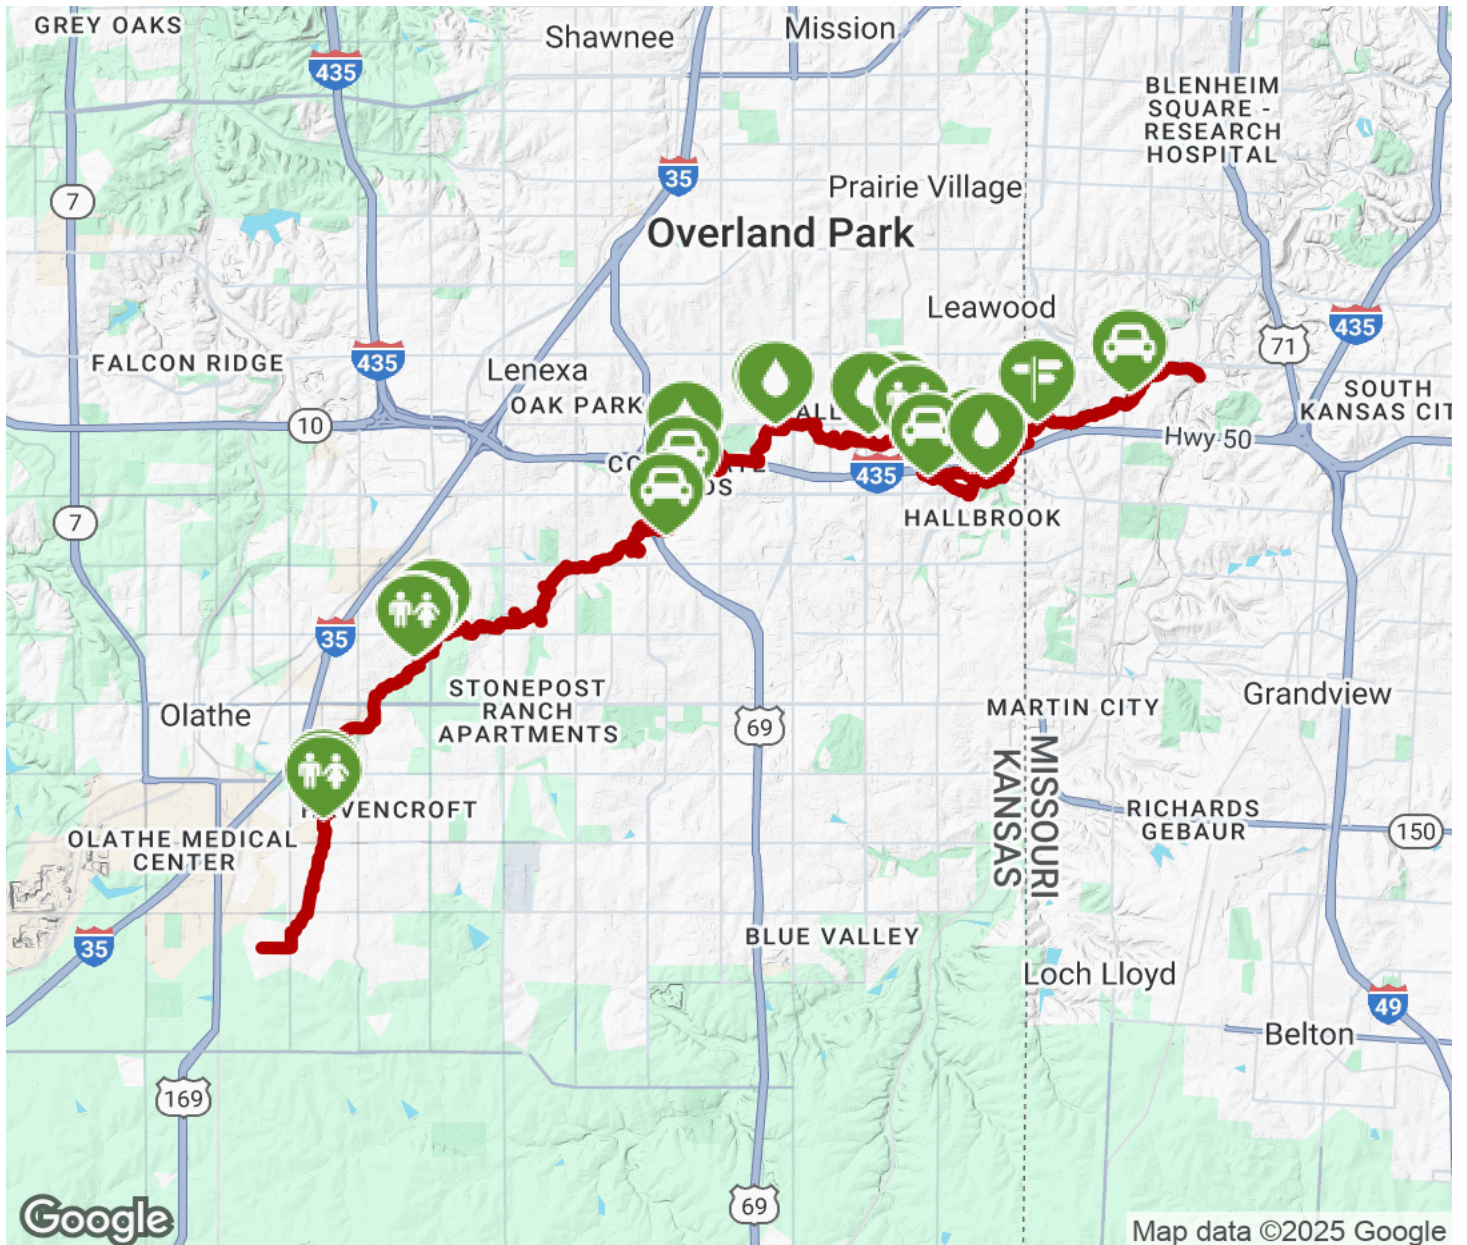 GREY OAKS
Shawnee
Mission
435
BLENHEIM
SQUARE -
RESEARCH
HOSPITAL
35
7
Prairie Village
Overland Park
Leawood
435
71
FALCON RIDGE
435
Lenexa
OAK PARK
SOUTH
KANSAS CIT
10
Hwy 50
435
HALLBROOK
7
35
STONEPOST
RANCH
APARTMENTS
Olathe
69
MARTIN CITY
Grandview
MISSOURI
KANSAS
RICHARDS
GEBAUR
150
OLATHE MEDICAL
CENTER
35
BLUE VALLEY
Loch Lloyd
49
Belton
169
69
Google
Map data ©2025 Google